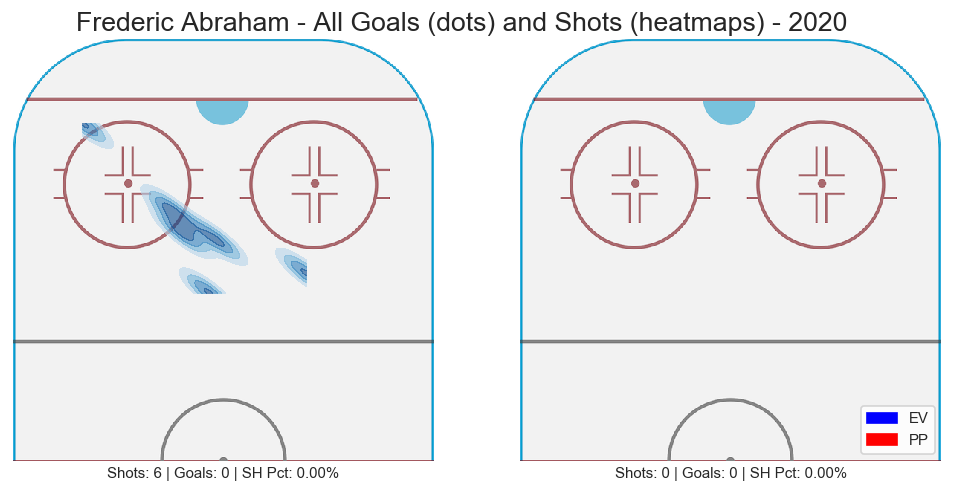 Frederic Abraham - All Goals (dots) and Shots (heatmaps) - 2020
EV
PP
Shots: 6 | Goals: 0 | SH Pct: 0.00%
Shots: 0 | Goals: 0 | SH Pct: 0.00%